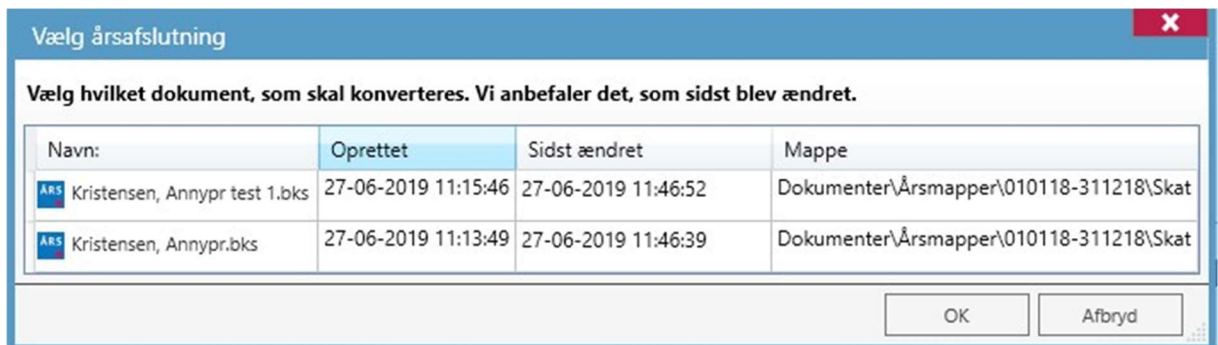 Vælg årsafslutning
Vælg hvilket dokument, som skal konverteres. Vi anbefaler det, som sidst blev ændret.
Navn: Oprettet Sidst ændret Mappe
ÅRS Kristensen, Annypr test 1.bks 27-06-2019 11:15:46 27-06-2019 11:46:52 Dokumenter\Årsmapper\010118-311218\Skat
ÅRS Kristensen, Annypr.bks 27-06-2019 11:13:49 27-06-2019 11:46:39 Dokumenter\Årsmapper\010118-311218\Skat
OK Afbryd